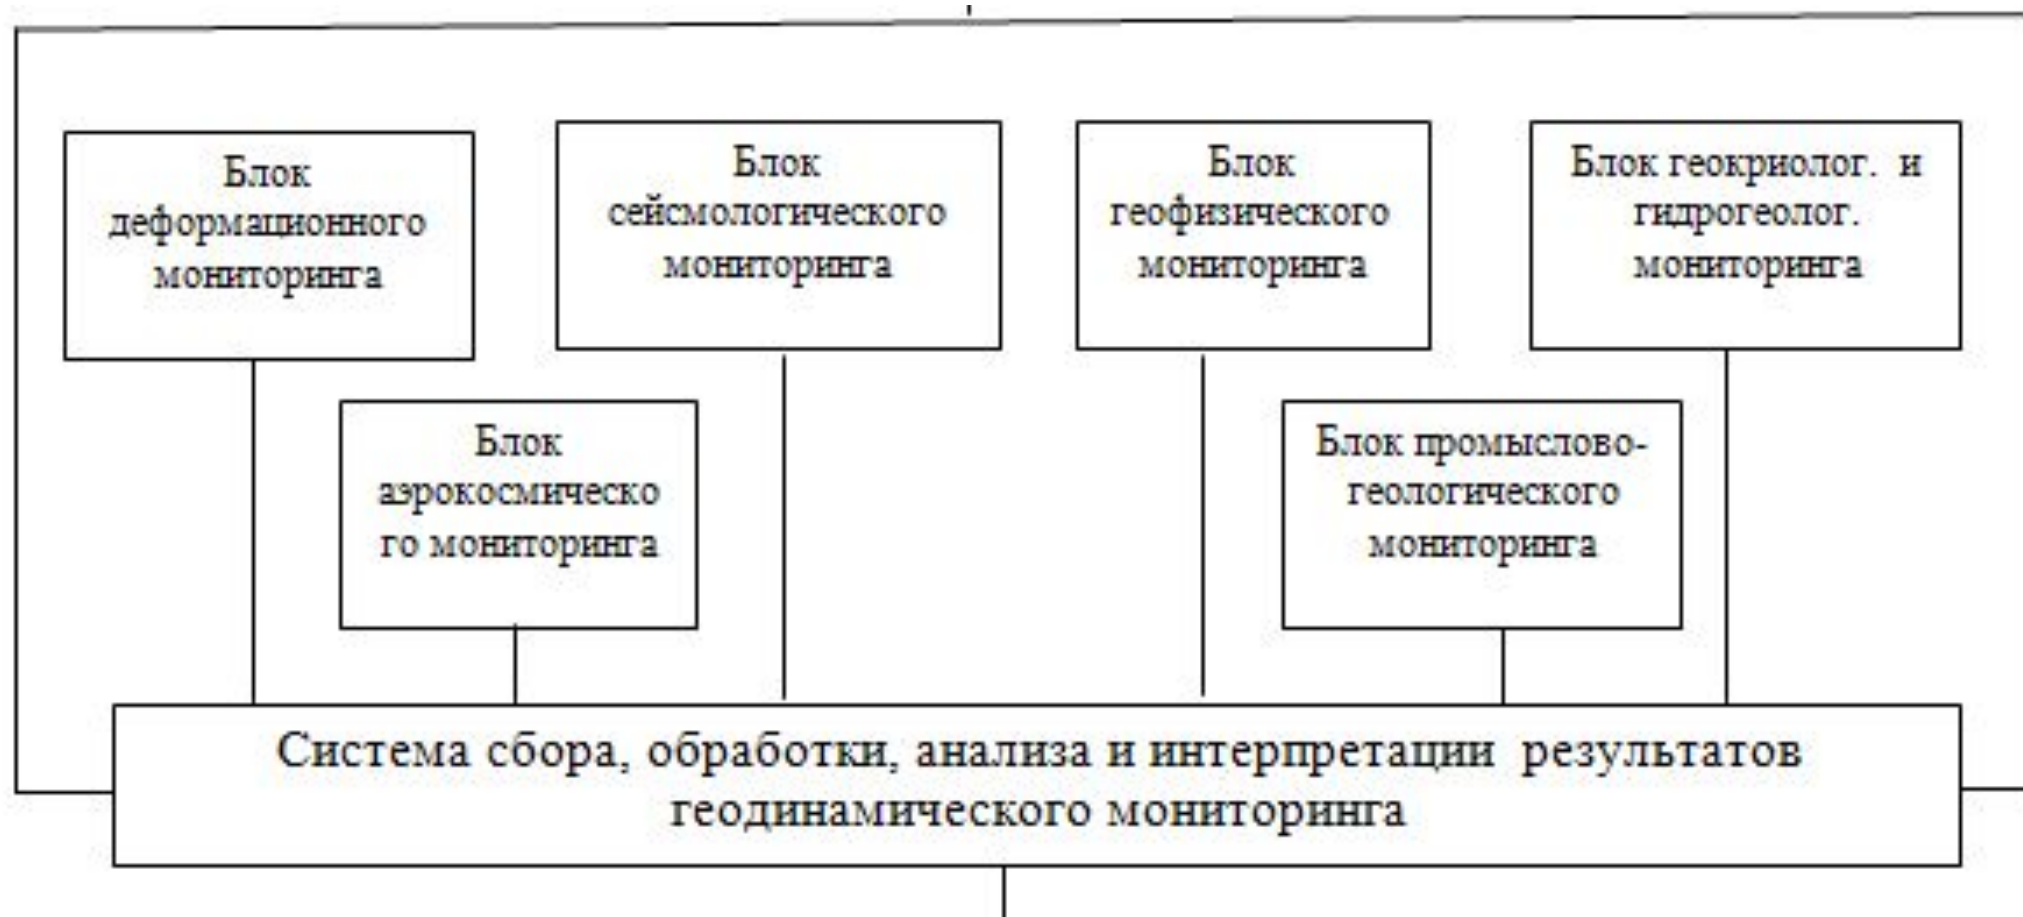 Блок
деформационного
мониторинга
Блок
сейсмологического
мониторинга
Блок
геофизического
мониторинга
Блок геокриолог. и
гидрогеолог.
мониторинга
Блок
аэрокосмическо
го мониторинга
Блок промыслово-
геологического
мониторинга
Система сбора, обработки, анализа и интерпретации результатов
геодинамического мониторинга